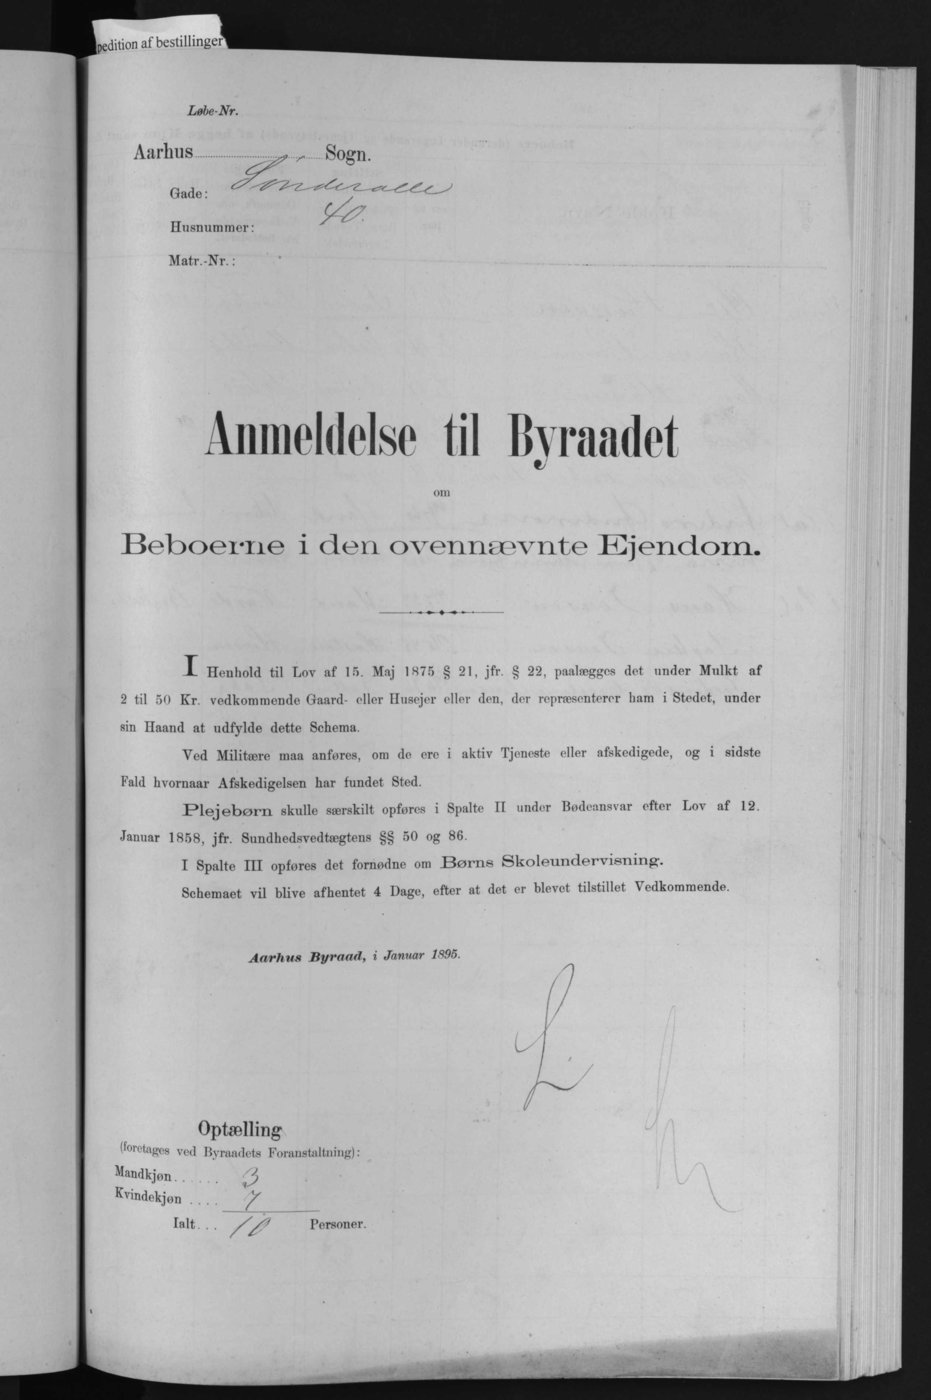 pedition af bestillinger
Løbe-Nr.
Aarhus Sogn.
Gade: Sönderalle
Husnummer: 40.
Matr.-Nr.:
Anmeldelse til Byraadet
om
Beboerne i den ovennævnte Ejendom.
I Henhold til Lov af 15. Maj 1875 § 21, jfr. § 22, paalægges det under Mulkt af
2 til 50 Kr. vedkommende Gaard- eller Husejer eller den, der repræsenterer ham i Stedet, under
sin Haand at udfylde dette Schema.
Ved Militære maa anføres, om de ere i aktiv Tjeneste eller afskedigede, og i sidste
Fald hvornaar Afskedigelsen har fundet Sted.
Plejebørn skulle særskilt opføres i Spalte II under Bødeansvar efter Lov af 12.
Januar 1858, jfr. Sundhedsvedtægtens §§ 50 og 86.
I Spalte III opføres det fornødne om Børns Skoleundervisning.
Schemaet vil blive afhentet 4 Dage, efter at det er blevet tilstillet Vedkommende.
Aarhus Byraad, i Januar 1895.
L.
Optælling
(foretages ved Byraadets Foranstaltning):
Mandkjøn...... 3
Kvindekjøn .... 7
Ialt... 10 Personer.